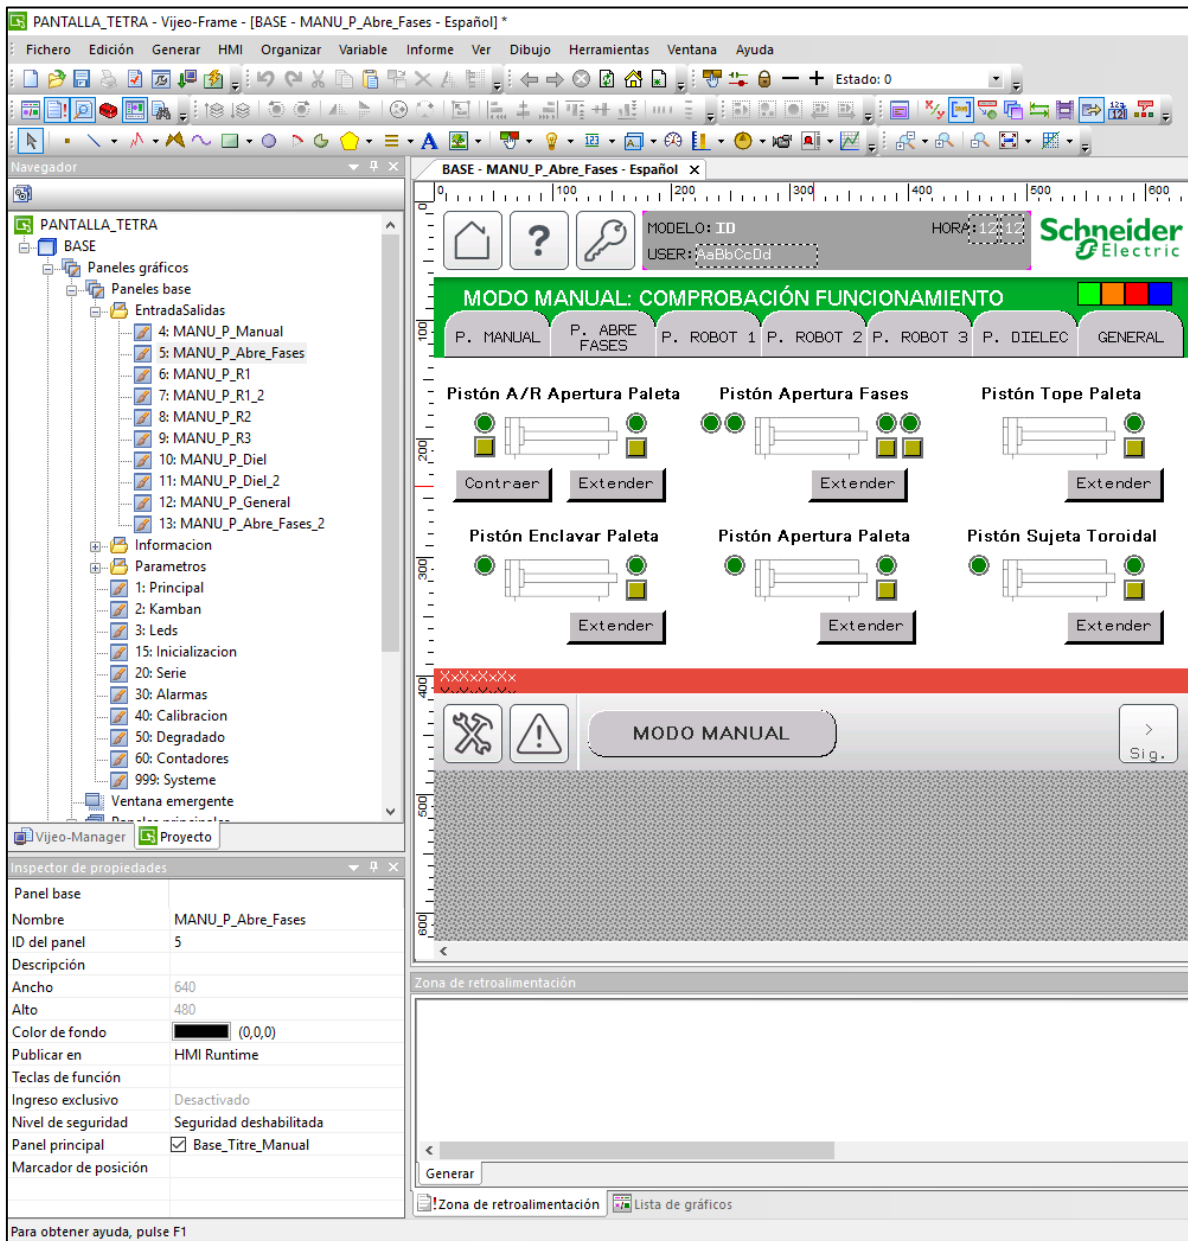 PANTALLA_TETRA - Vijeo-Frame - [BASE - MANU_P_Abre_Fases - Español] *
Fichero Edición Generar HMI Organizar Variable Informe Ver Dibujo Herramientas Ventana Ayuda
Estado: 0
Navegador
PANTALLA_TETRA
BASE
Paneles gráficos
Paneles base
EntradaSalidas
4: MANU_P_Manual
5: MANU_P_Abre_Fases
6: MANU_P_R1
7: MANU_P_R1_2
8: MANU_P_R2
9: MANU_P_R3
10: MANU_P_Diel
11: MANU_P_Diel_2
12: MANU_P_General
13: MANU_P_Abre_Fases_2
Informacion
Parametros
1: Principal
2: Kamban
3: Leds
15: Inicializacion
20: Serie
30: Alarmas
40: Calibracion
50: Degradado
60: Contadores
999: Systeme
Ventana emergente
Paneles principales
Vijeo-Manager Proyecto
Inspector de propiedades
Panel base
Nombre MANU_P_Abre_Fases
ID del panel 5
Descripción
Ancho 640
Alto 480
Color de fondo (0,0,0)
Publicar en HMI Runtime
Teclas de función
Ingreso exclusivo Desactivado
Nivel de seguridad Seguridad deshabilitada
Panel principal Base_Titre_Manual
Marcador de posición
BASE - MANU_P_Abre_Fases - Español X
0 100 200 300 400 500 600
0
100
200
300
400
500
600
?
MODELO: ID HORA:12:12
USER: AaBbCcDd
Schneider
Electric
MODO MANUAL: COMPROBACIÓN FUNCIONAMIENTO
P. MANUAL
P. ABRE
FASES
P. ROBOT 1
P. ROBOT 2
P. ROBOT 3
P. DIELEC
GENERAL
Pistón A/R Apertura Paleta Pistón Apertura Fases Pistón Tope Paleta
Contraer Extender Extender Extender
Pistón Enclavar Paleta Pistón Apertura Paleta Pistón Sujeta Toroidal
Extender Extender Extender
XxXxXxXx
MODO MANUAL
>
Sig.
Zona de retroalimentación
Generar
Zona de retroalimentación Lista de gráficos
Para obtener ayuda, pulse F1